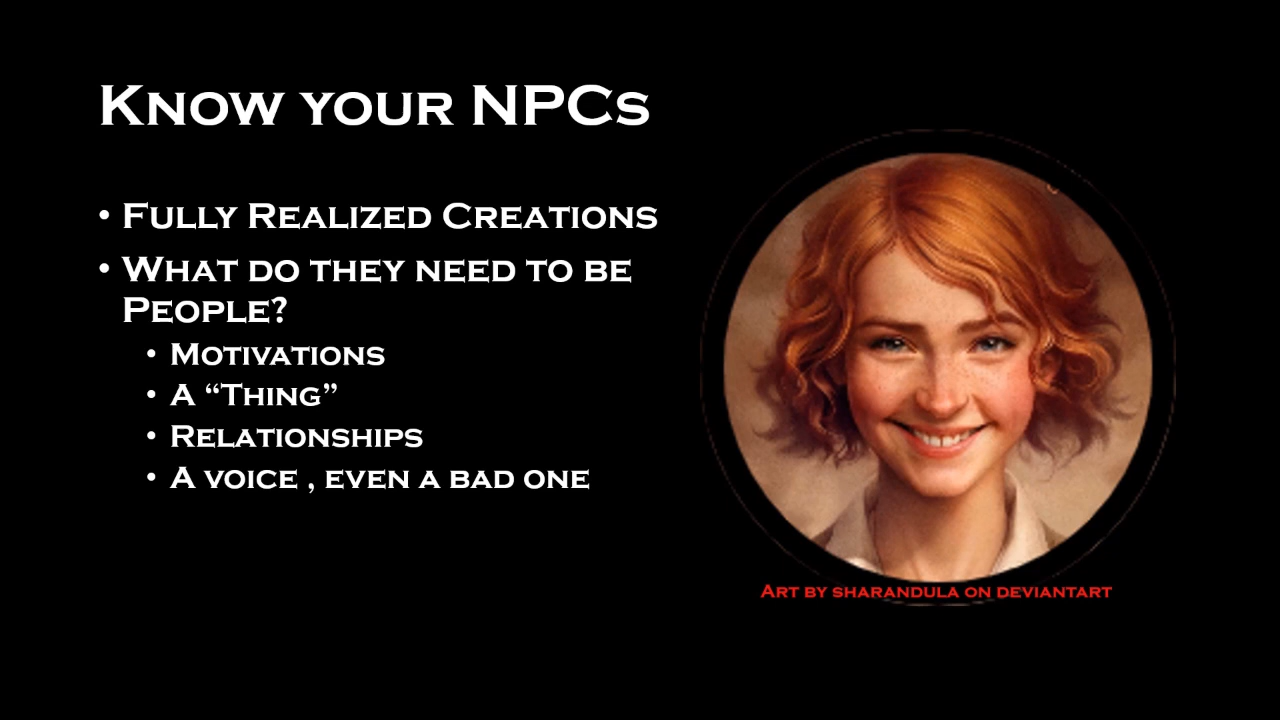 Know your NPCs
• Fully Realized Creations
• What do they need to be
People?
• Motivations
• A “Thing”
• Relationships
• A voice , even a bad one
Art by sharandula on deviantart